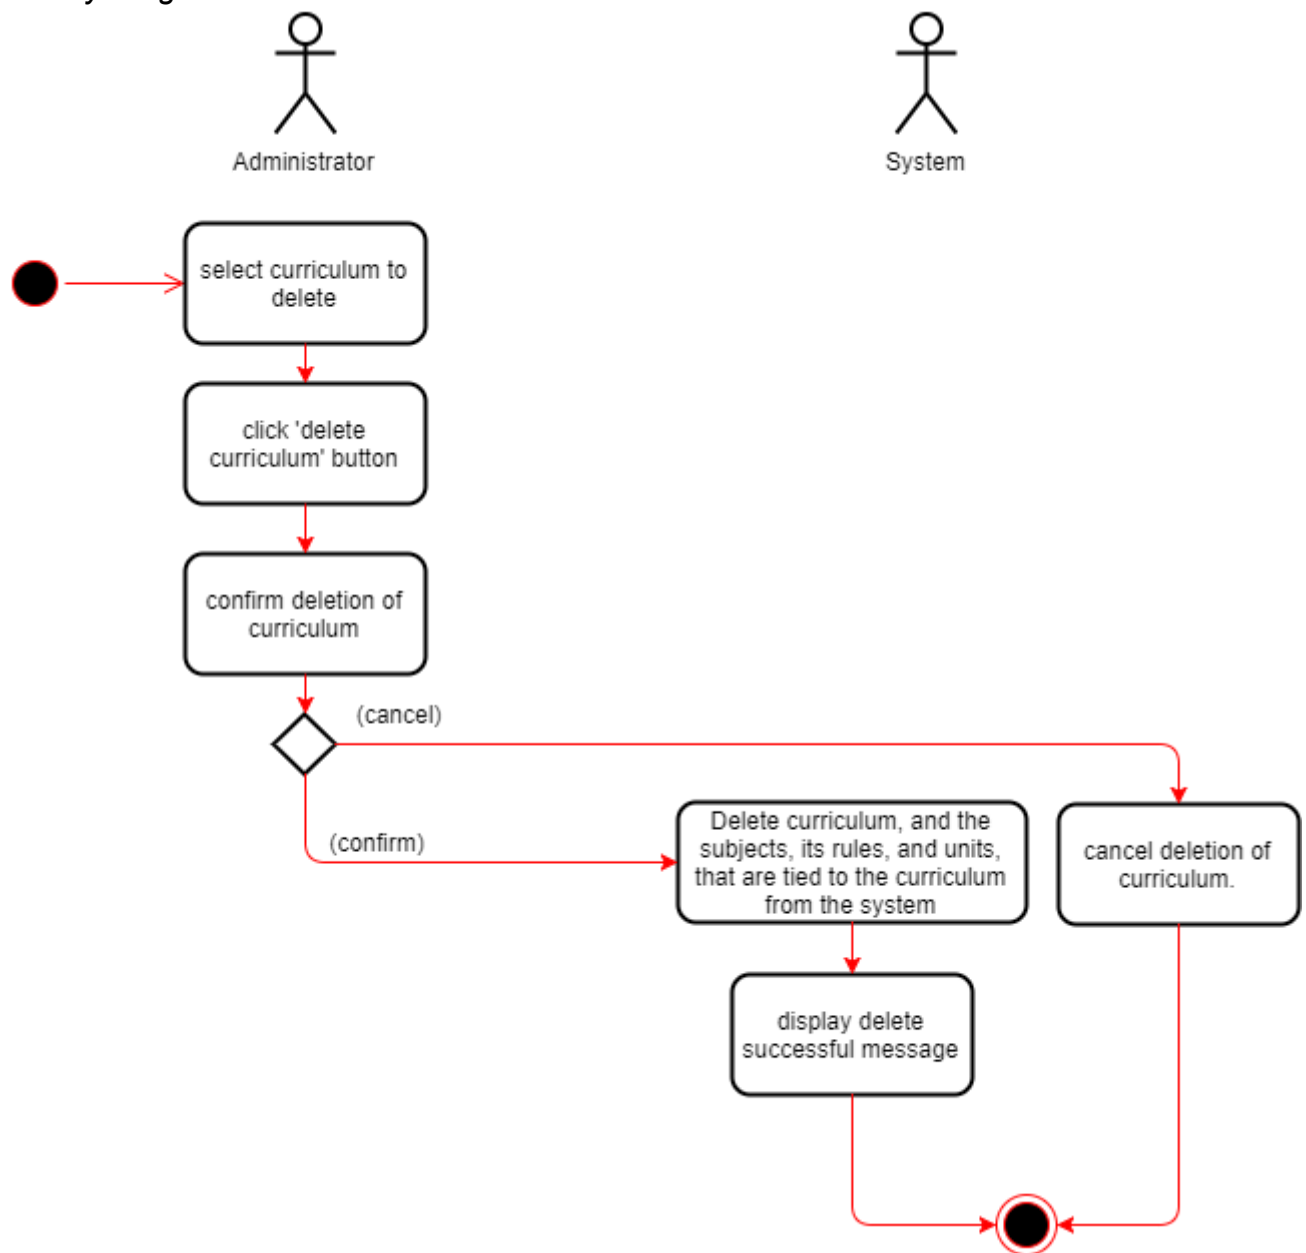 Administrator
System
select curriculum to
delete
click 'delete
curriculum' button
confirm deletion of
curriculum
(cancel)
(confirm)
Delete curriculum, and the
subjects, its rules, and units,
that are tied to the curriculum
from the system
cancel deletion of
curriculum.
display delete
successful message